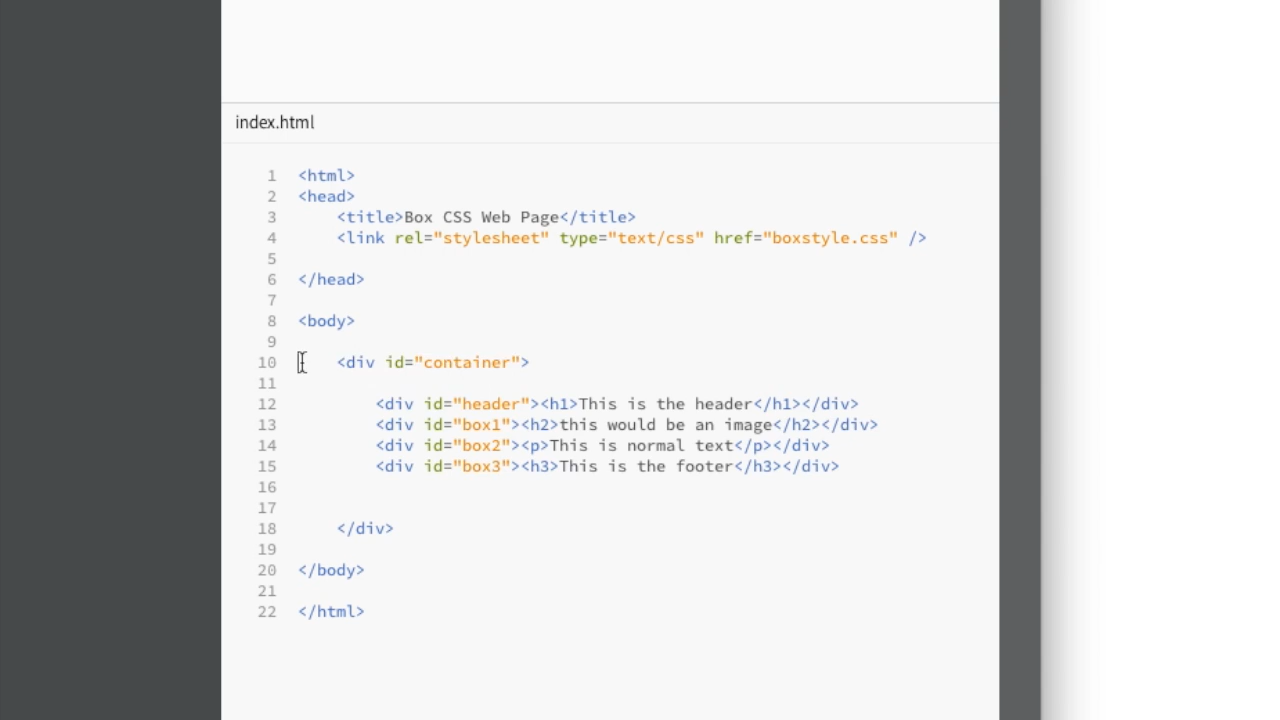 index.html
1 <html>
2 <head>
3 <title>Box CSS Web Page</title>
4 <link rel="stylesheet" type="text/css" href="boxstyle.css" />
5
6 </head>
7
8 <body>
9
10 <div id="container">
11
12 <div id="header"><h1>This is the header</h1></div>
13 <div id="box1"><h2>this would be an image</h2></div>
14 <div id="box2"><p>This is normal text</p></div>
15 <div id="box3"><h3>This is the footer</h3></div>
16
17
18 </div>
19
20 </body>
21
22 </html>